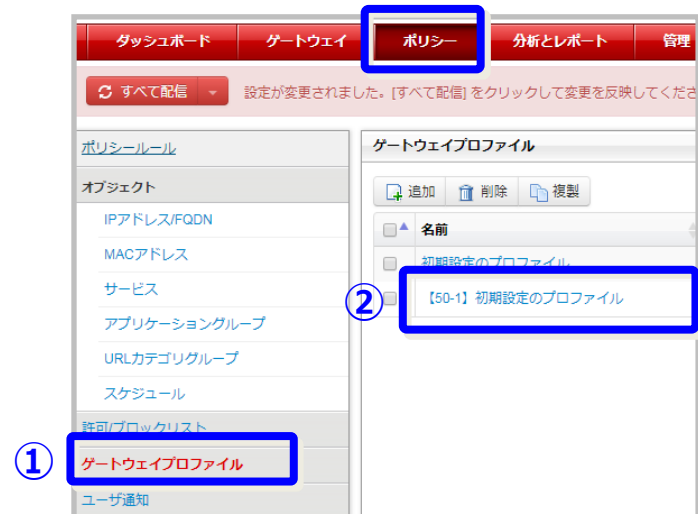 ダッシュボード ゲートウェイ ポリシー 分析とレポート 管理
すべて配信 設定が変更されました。[すべて配信] をクリックして変更を反映してくださ
ポリシールール
オブジェクト
IPアドレス/FQDN
MACアドレス
サービス
アプリケーショングループ
URLカテゴリグループ
スケジュール
許可/ブロックリスト
① ゲートウェイプロファイル
ユーザ通知
ゲートウェイプロファイル
追加 削除 複製
名前
初期設定のプロファイル
② 【50-1】初期設定のプロファイル